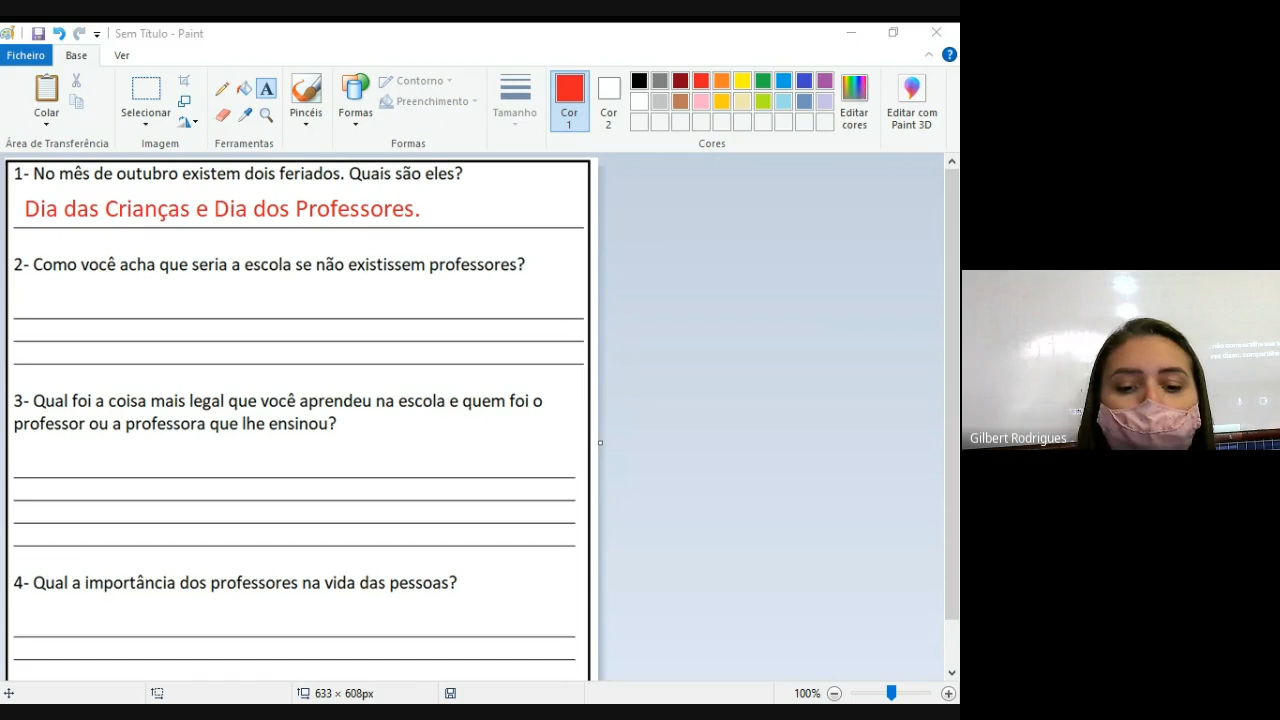 Sem Título - Paint
Ficheiro
Base
Ver
Colar
Selecionar
Contorno
Preenchimento
Pincéis
Formas
Tamanho
Cor 1
Cor 2
Editar cores
Editar com Paint 3D
Área de Transferência
Imagem
Ferramentas
Formas
Cores
1- No mês de outubro existem dois feriados. Quais são eles?
Dia das Crianças e Dia dos Professores.
2- Como você acha que seria a escola se não existissem professores?
3- Qual foi a coisa mais legal que você aprendeu na escola e quem foi o
professor ou a professora que lhe ensinou?
4- Qual a importância dos professores na vida das pessoas?
Gilbert Rodrigues
633 × 608px
100%